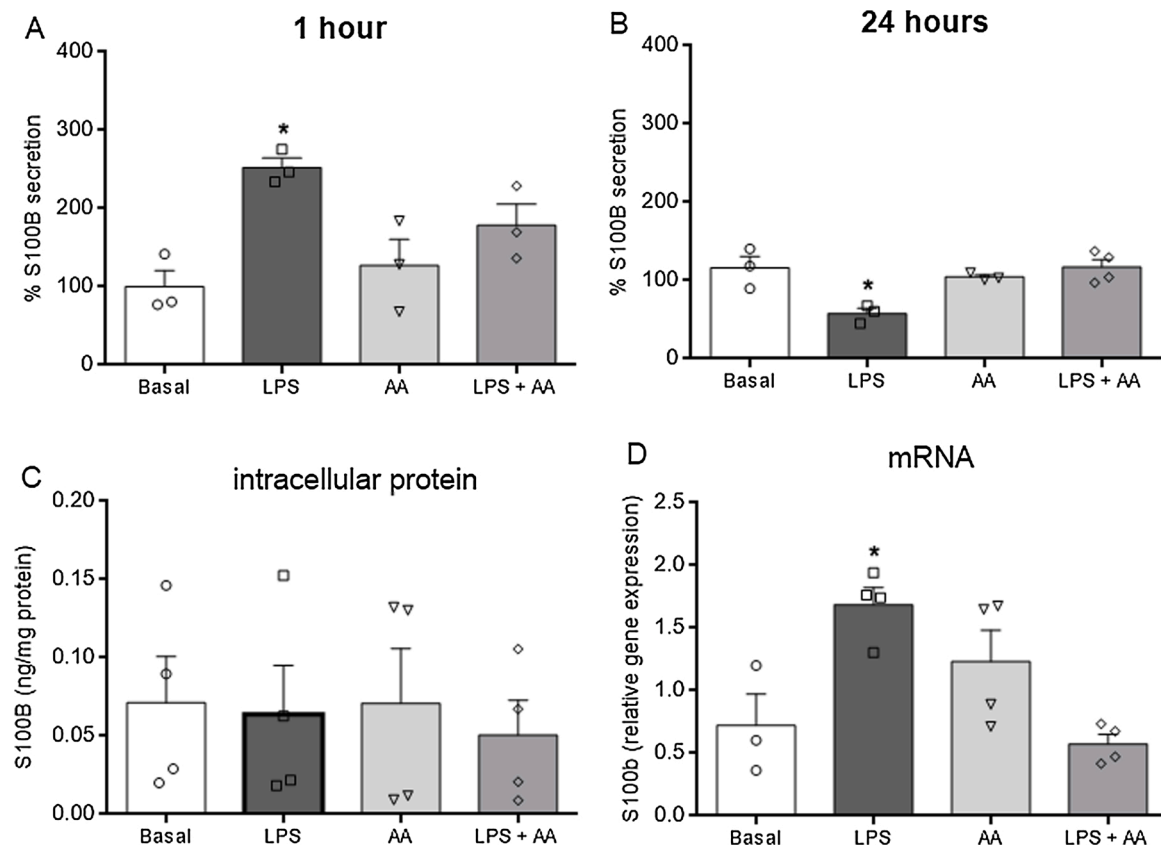 A
1 hour
% S100B secretion
400
300
200
100
0
*
Basal
LPS
AA
LPS + AA
B
24 hours
% S100B secretion
400
300
200
100
0
*
Basal
LPS
AA
LPS + AA
C
intracellular protein
S100B (ng/mg protein)
0.20
0.15
0.10
0.05
0.00
Basal
LPS
AA
LPS + AA
D
mRNA
S100b (relative gene expression)
2.5
2.0
1.5
1.0
0.5
0.0
*
Basal
LPS
AA
LPS + AA